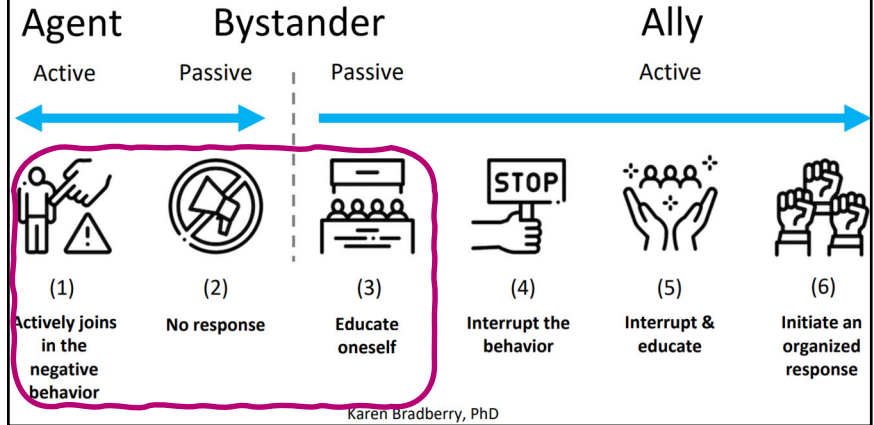 Agent Bystander Ally
Active Passive Passive Active
STOP
(1) (2) (3) (4) (5) (6)
Actively joins
in the
negative
behavior
No response
Educate
oneself
Interrupt the
behavior
Interrupt &
educate
Initiate an
organized
response
Karen Bradberry, PhD